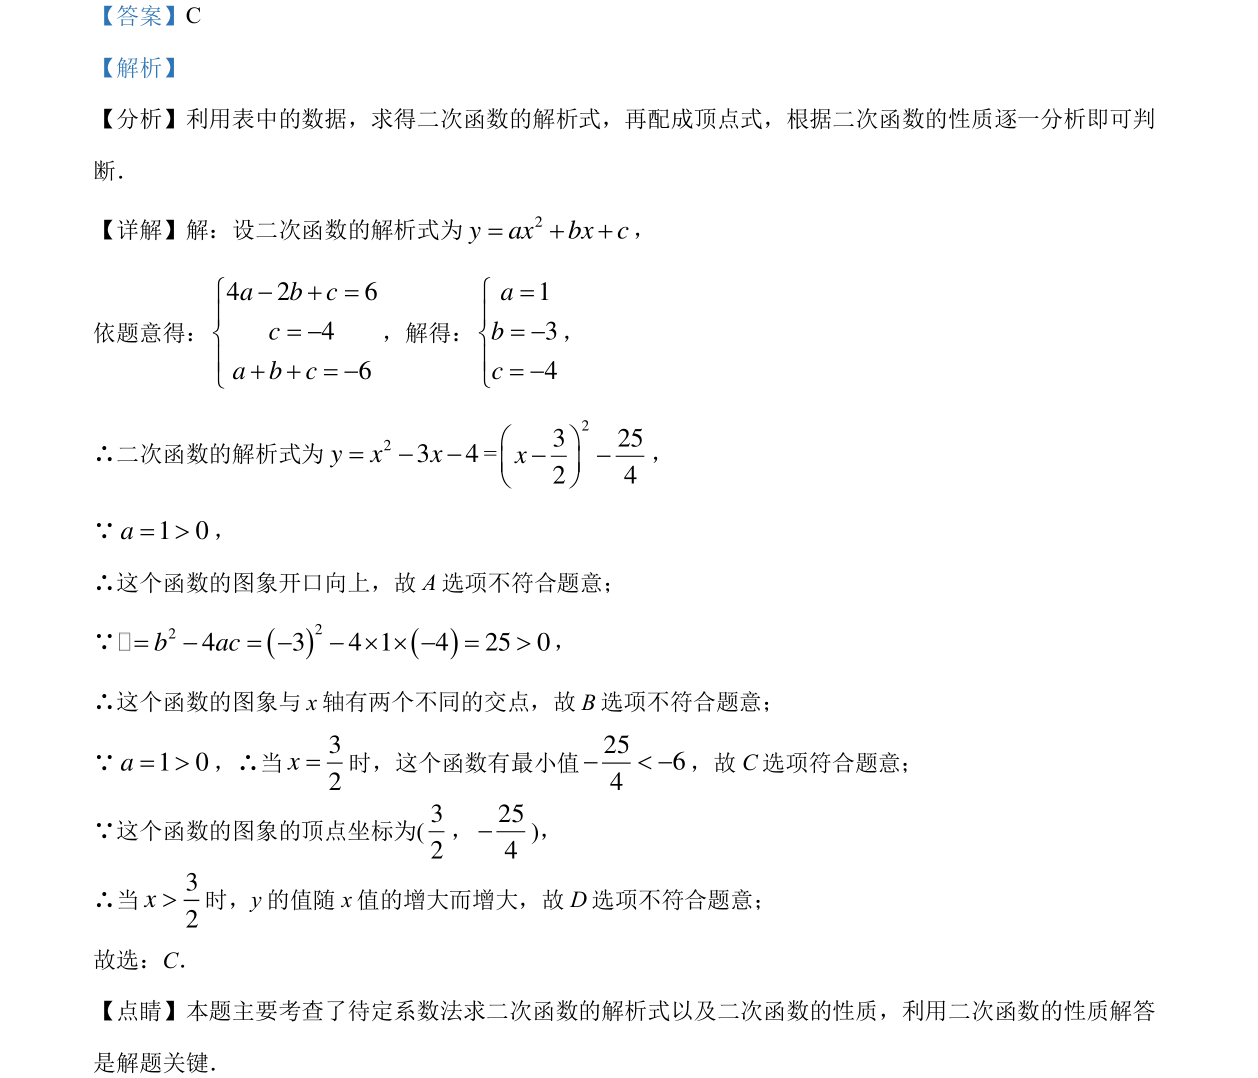 【答案】C
【解析】
【分析】利用表中的数据，求得二次函数的解析式，再配成顶点式，根据二次函数的性质逐一分析即可判
断．
【详解】解：设二次函数的解析式为 y = ax² + bx + c，
依题意得：{4a − 2b + c = 6  c = −4  a + b + c = −6，解得：{a = 1  b = −3  c = −4，
∴二次函数的解析式为 y = x² − 3x − 4 = (x − 3/2)² − 25/4，
∵ a = 1 > 0，
∴这个函数的图象开口向上，故 A 选项不符合题意；
∵ □ = b² − 4ac = (−3)² − 4×1×(−4) = 25 > 0，
∴这个函数的图象与 x 轴有两个不同的交点，故 B 选项不符合题意；
∵ a = 1 > 0，∴当 x = 3/2 时，这个函数有最小值 − 25/4 < −6，故 C 选项符合题意；
∵这个函数的图象的顶点坐标为(3/2，− 25/4)，
∴当 x > 3/2 时，y 的值随 x 值的增大而增大，故 D 选项不符合题意；
故选：C．
【点睛】本题主要考查了待定系数法求二次函数的解析式以及二次函数的性质，利用二次函数的性质解答
是解题关键．